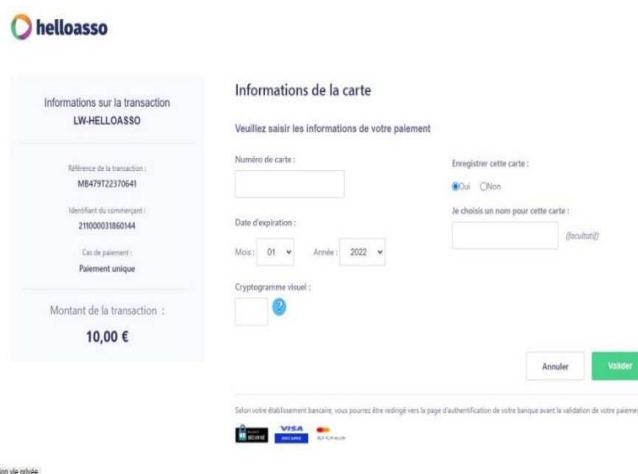 helloasso
Informations sur la transaction
LW-HELLOASSO
Référence de la transaction :
MB479T22370641
Identifiant du commerçant :
211000031860144
Cas de paiement :
Paiement unique
Montant de la transaction :
10,00 €
Informations de la carte
Veuillez saisir les informations de votre paiement
Numéro de carte :
Enregistrer cette carte :
Oui Non
Je choisis un nom pour cette carte :
(facultatif)
Date d'expiration :
Mois : 01 Année : 2022
Cryptogramme visuel :
?
Annuler Valider
Selon votre établissement bancaire, vous pourrez être redirigé vers la page d'authentification de votre banque avant la validation de votre
VISA
vie privée